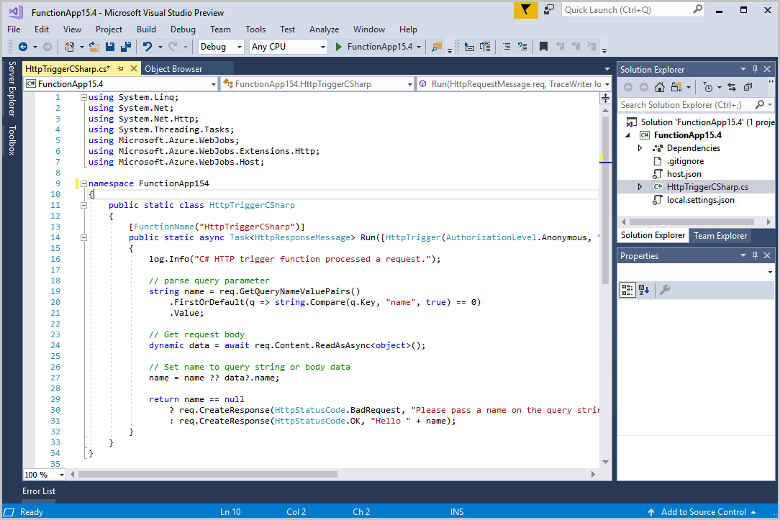 FunctionApp15.4 - Microsoft Visual Studio Preview
Quick Launch (Ctrl+Q)
File Edit View Project Build Debug Team Tools Test Analyze Window Help
Debug Any CPU FunctionApp15.4
Server Explorer
Toolbox
HttpTriggerCSharp.cs* Object Browser
FunctionApp15.4 FunctionApp154.HttpTriggerCSharp Run(HttpRequestMessage req, TraceWriter lo
1 using System.Linq;
2 using System.Net;
3 using System.Net.Http;
4 using System.Threading.Tasks;
5 using Microsoft.Azure.WebJobs;
6 using Microsoft.Azure.WebJobs.Extensions.Http;
7 using Microsoft.Azure.WebJobs.Host;
8
9 namespace FunctionApp154
10 {
11 public static class HttpTriggerCSharp
12 {
13 [FunctionName("HttpTriggerCSharp")]
14 public static async Task<HttpResponseMessage> Run([HttpTrigger(AuthorizationLevel.Anonymous, "
15 {
16 log.Info("C# HTTP trigger function processed a request.");
17
18 // parse query parameter
19 string name = req.GetQueryNameValuePairs()
20 .FirstOrDefault(q => string.Compare(q.Key, "name", true) == 0)
21 .Value;
22
23 // Get request body
24 dynamic data = await req.Content.ReadAsAsync<object>();
25
26 // Set name to query string or body data
27 name = name ?? data?.name;
28
29 return name == null
30 ? req.CreateResponse(HttpStatusCode.BadRequest, "Please pass a name on the query strin
31 : req.CreateResponse(HttpStatusCode.OK, "Hello " + name);
32 }
33 }
34 }
35
100 %
Solution Explorer
Search Solution Explorer (Ctrl+;)
Solution 'FunctionApp15.4' (1 proje
FunctionApp15.4
Dependencies
.gitignore
host.json
HttpTriggerCSharp.cs
local.settings.json
Solution Explorer Team Explorer
Properties
Error List
Ready Ln 10 Col 2 Ch 2 INS Add to Source Control